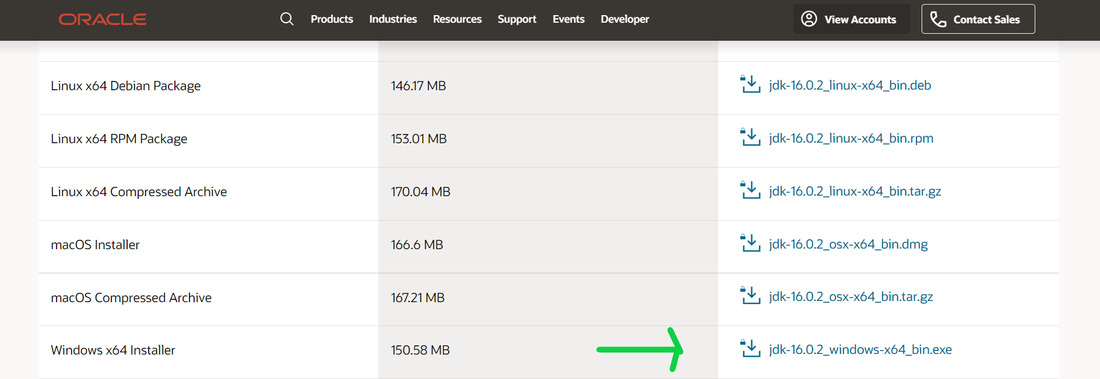 ORACLE Products Industries Resources Support Events Developer View Accounts Contact Sales
Linux x64 Debian Package 146.17 MB jdk-16.0.2_linux-x64_bin.deb
Linux x64 RPM Package 153.01 MB jdk-16.0.2_linux-x64_bin.rpm
Linux x64 Compressed Archive 170.04 MB jdk-16.0.2_linux-x64_bin.tar.gz
macOS Installer 166.6 MB jdk-16.0.2_osx-x64_bin.dmg
macOS Compressed Archive 167.21 MB jdk-16.0.2_osx-x64_bin.tar.gz
Windows x64 Installer 150.58 MB jdk-16.0.2_windows-x64_bin.exe